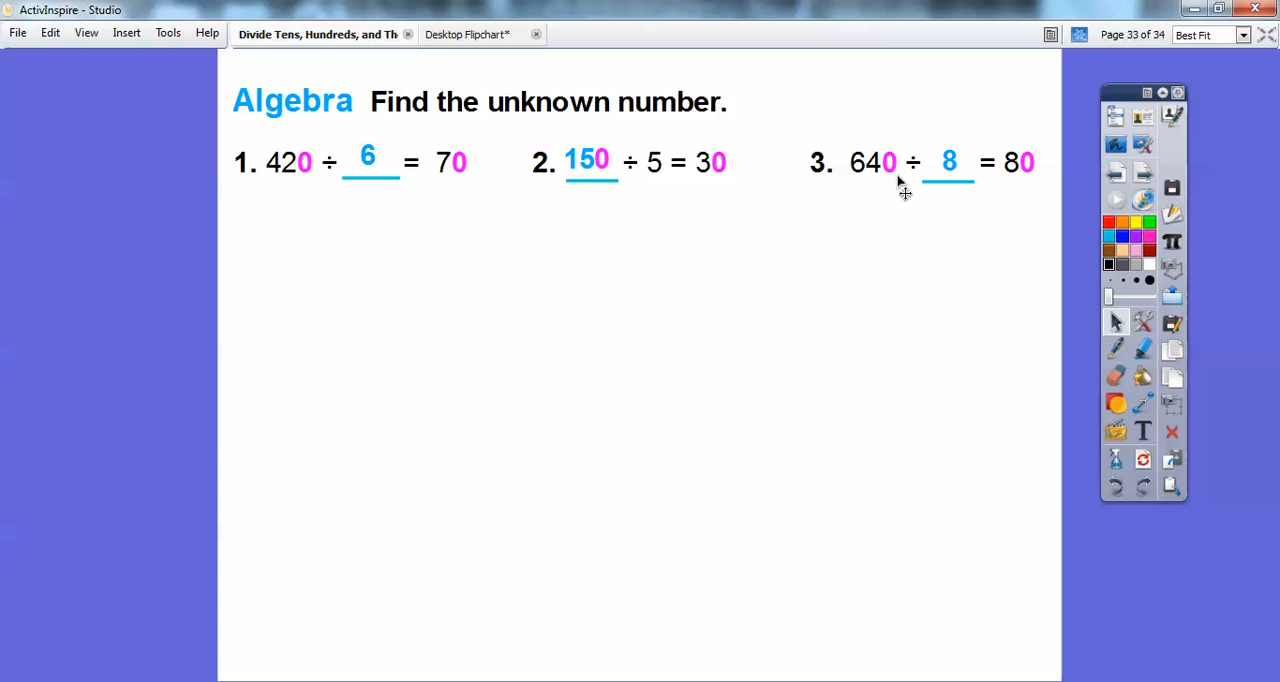 ActivInspire - Studio
File Edit View Insert Tools Help Divide Tens, Hundreds, and Th Desktop Flipchart* Page 33 of 34 Best Fit
Algebra Find the unknown number.
1. 420 ÷ 6 = 70 2. 150 ÷ 5 = 30 3. 640 ÷ 8 = 80